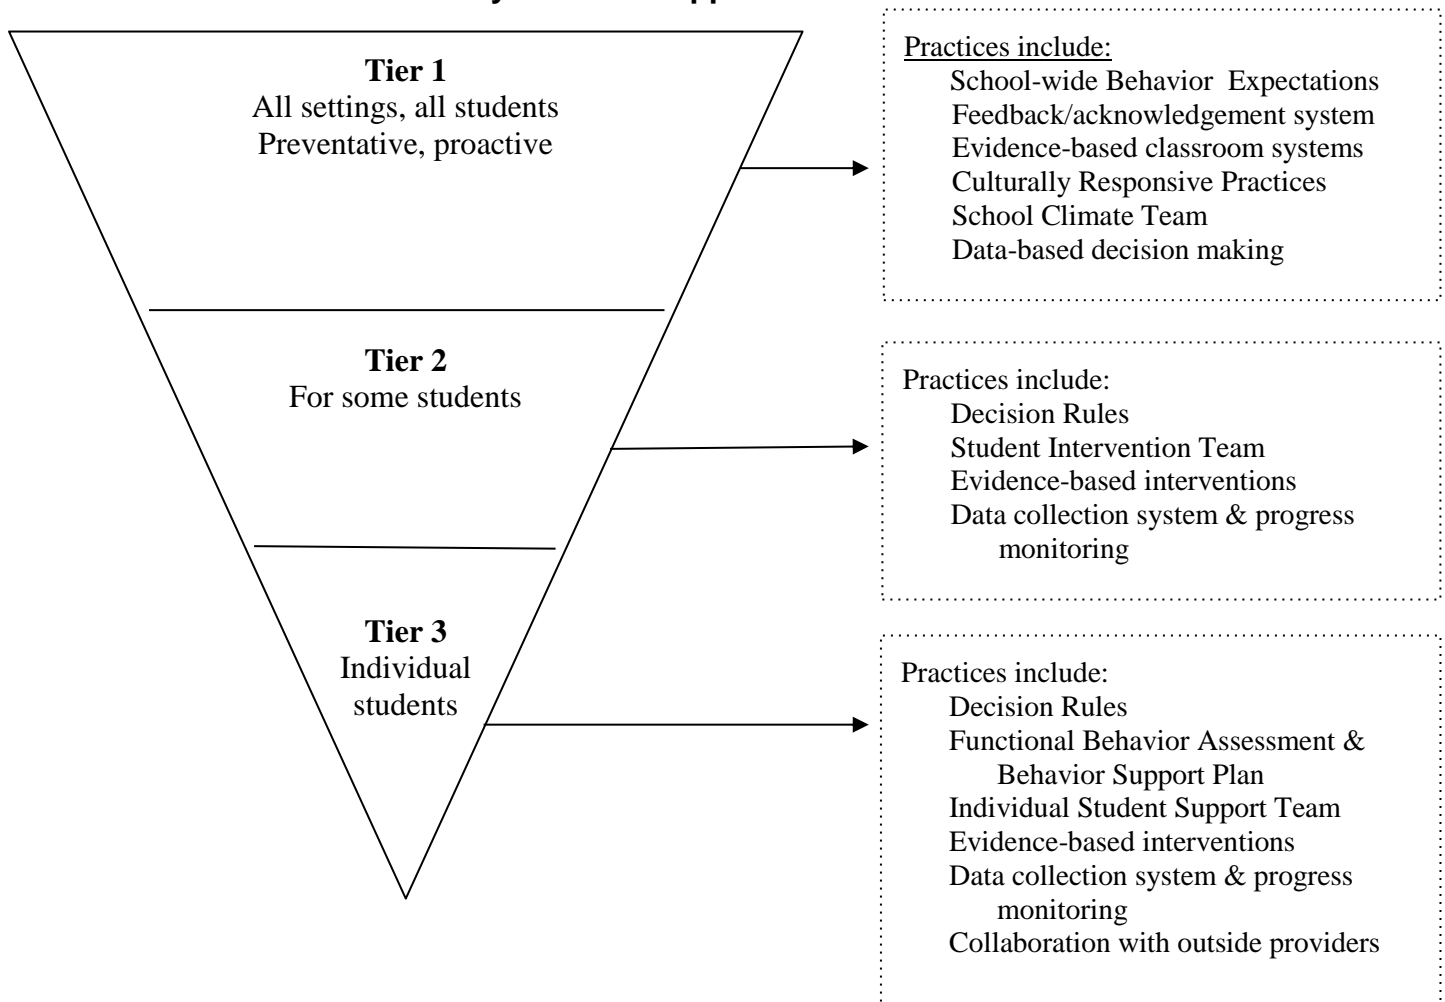 Tier 1
All settings, all students
Preventative, proactive
Practices include:
School-wide Behavior Expectations
Feedback/acknowledgement system
Evidence-based classroom systems
Culturally Responsive Practices
School Climate Team
Data-based decision making
Tier 2
For some students
Practices include:
Decision Rules
Student Intervention Team
Evidence-based interventions
Data collection system & progress
monitoring
Tier 3
Individual
students
Practices include:
Decision Rules
Functional Behavior Assessment &
Behavior Support Plan
Individual Student Support Team
Evidence-based interventions
Data collection system & progress
monitoring
Collaboration with outside providers